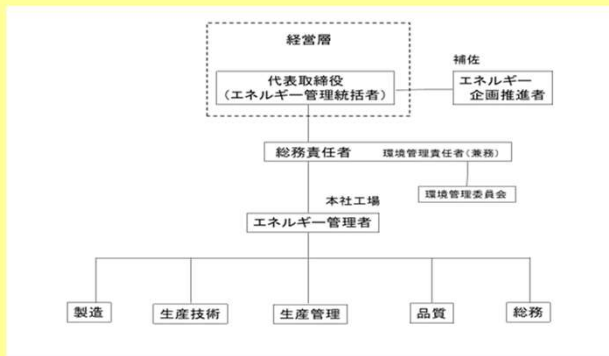 経営層
代表取締役
(エネルギー管理統括者)
補佐
エネルギー
企画推進者
総務責任者 環境管理責任者(兼務)
環境管理委員会
本社工場
エネルギー管理者
製造 生産技術 生産管理 品質 総務